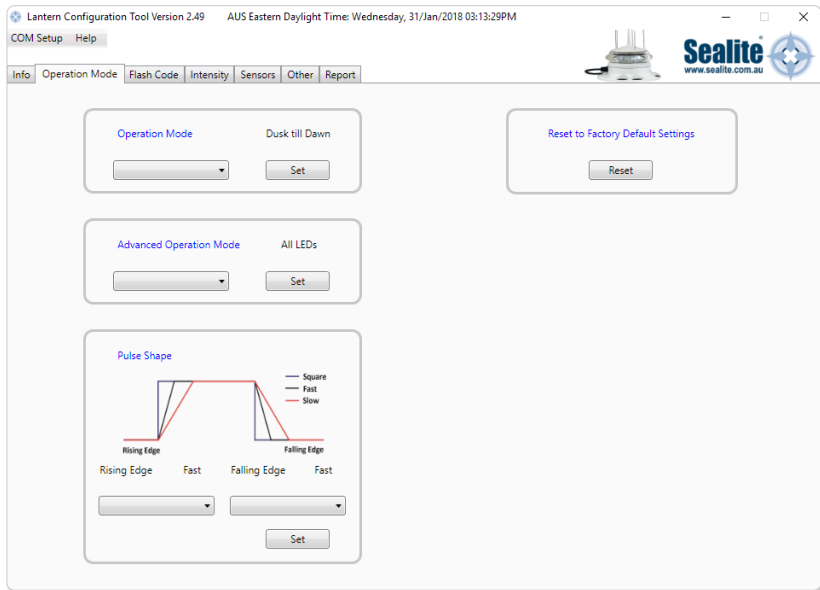 Lantern Configuration Tool Version 2.49 AUS Eastern Daylight Time: Wednesday, 31/Jan/2018 03:13:29PM
COM Setup Help
Sealite
www.sealite.com.au
Info Operation Mode Flash Code Intensity Sensors Other Report
Operation Mode Dusk till Dawn
Set
Reset to Factory Default Settings
Reset
Advanced Operation Mode All LEDs
Set
Pulse Shape
Square
Fast
Slow
Rising Edge Falling Edge
Rising Edge Fast Falling Edge Fast
Set